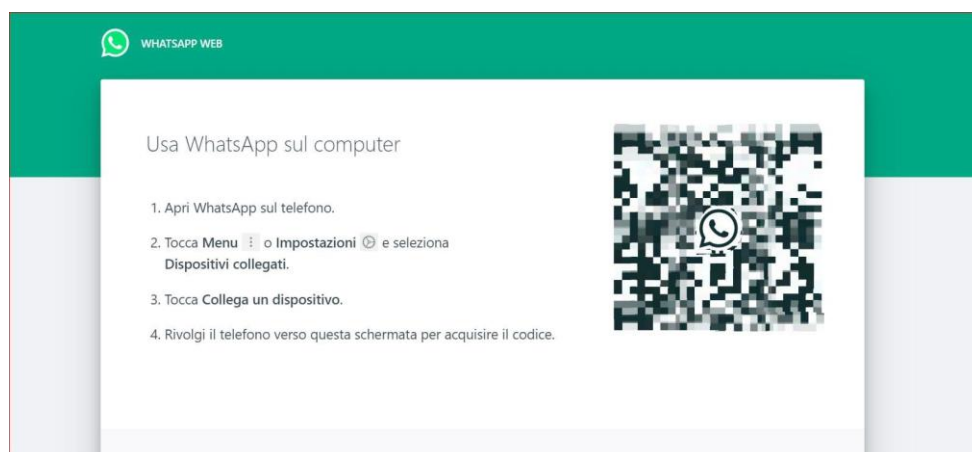 WHATSAPP WEB
Usa WhatsApp sul computer
1. Apri WhatsApp sul telefono.
2. Tocca Menu o Impostazioni e seleziona
Dispositivi collegati.
3. Tocca Collega un dispositivo.
4. Rivolgi il telefono verso questa schermata per acquisire il codice.